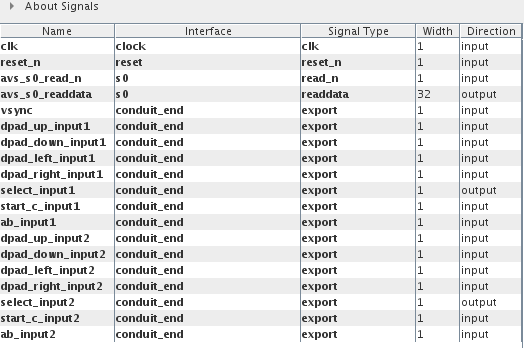 About Signals
Name Interface Signal Type Width Direction
clk clock clk 1 input
reset_n reset reset_n 1 input
avs_s0_read_n s0 read_n 1 input
avs_s0_readdata s0 readdata 32 output
vsync conduit_end export 1 input
dpad_up_input1 conduit_end export 1 input
dpad_down_input1 conduit_end export 1 input
dpad_left_input1 conduit_end export 1 input
dpad_right_input1 conduit_end export 1 input
select_input1 conduit_end export 1 output
start_c_input1 conduit_end export 1 input
ab_input1 conduit_end export 1 input
dpad_up_input2 conduit_end export 1 input
dpad_down_input2 conduit_end export 1 input
dpad_left_input2 conduit_end export 1 input
dpad_right_input2 conduit_end export 1 input
select_input2 conduit_end export 1 output
start_c_input2 conduit_end export 1 input
ab_input2 conduit_end export 1 input